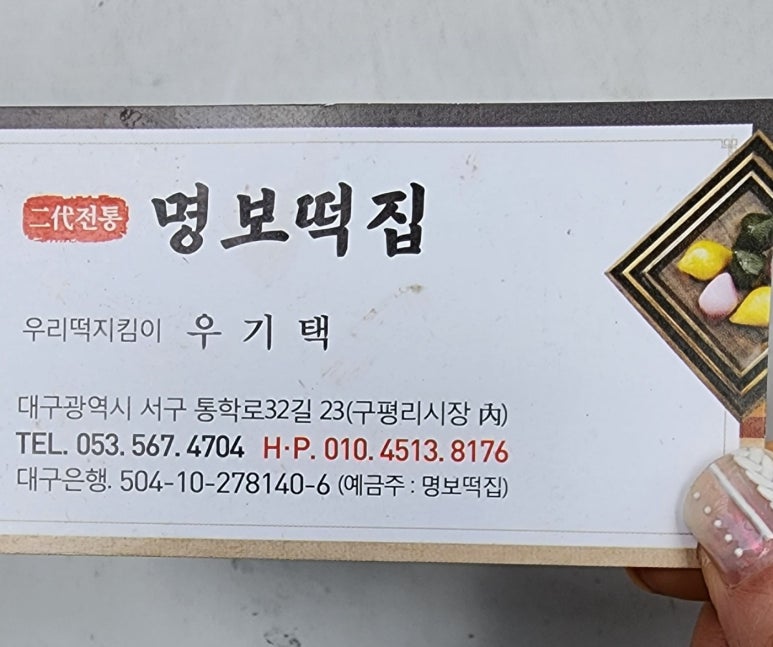 二代전통 명보떡집
우리떡지킴이 우기택
대구광역시 서구 통학로32길 23(구평리시장 內)
TEL. 053. 567. 4704 H·P. 010. 4513. 8176
대구은행. 504-10-278140-6 (예금주 : 명보떡집)